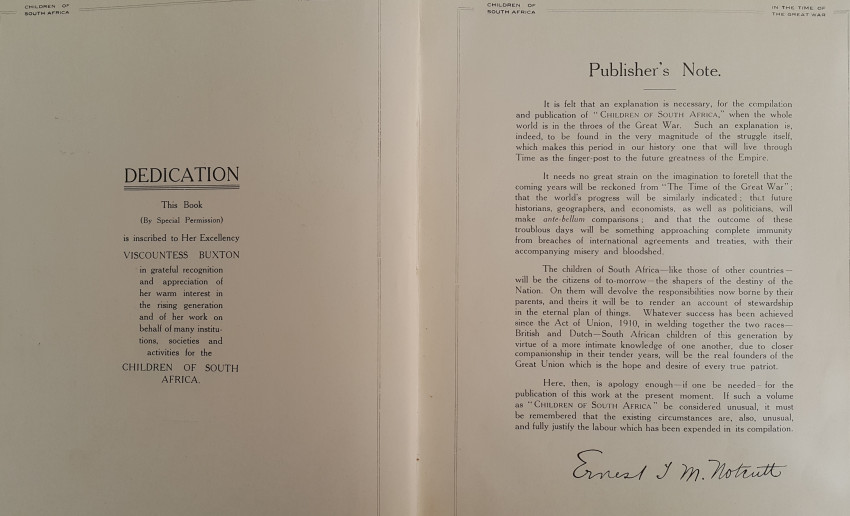 CHILDREN OF
SOUTH AFRICA
DEDICATION
This Book
(By Special Permission)
is inscribed to Her Excellency
VISCOUNTESS BUXTON
in grateful recognition
and appreciation of
her warm interest in
the rising generation
and of her work on
behalf of many institu-
tions, societies and
activities for the
CHILDREN OF SOUTH
AFRICA.
CHILDREN OF
SOUTH AFRICA
IN THE TIME OF
THE GREAT WAR
Publisher's Note.
It is felt that an explanation is necessary, for the compilation
and publication of "CHILDREN OF SOUTH AFRICA," when the whole
world is in the throes of the Great War. Such an explanation is,
indeed, to be found in the very magnitude of the struggle itself,
which makes this period in our history one that will live through
Time as the finger-post to the future greatness of the Empire.
It needs no great strain on the imagination to foretell that the
coming years will be reckoned from "The Time of the Great War";
that the world's progress will be similarly indicated; that future
historians, geographers, and economists, as well as politicians, will
make ante-bellum comparisons; and that the outcome of these
troublous days will be something approaching complete immunity
from breaches of international agreements and treaties, with their
accompanying misery and bloodshed.
The children of South Africa—like those of other countries—
will be the citizens of to-morrow—the shapers of the destiny of the
Nation. On them will devolve the responsibilities now borne by their
parents, and theirs it will be to render an account of stewardship
in the eternal plan of things. Whatever success has been achieved
since the Act of Union, 1910, in welding together the two races—
British and Dutch—South African children of this generation by
virtue of a more intimate knowledge of one another, due to closer
companionship in their tender years, will be the real founders of the
Great Union which is the hope and desire of every true patriot.
Here, then, is apology enough—if one be needed—for the
publication of this work at the present moment. If such a volume
as "CHILDREN OF SOUTH AFRICA" be considered unusual, it must
be remembered that the existing circumstances are, also, unusual,
and fully justify the labour which has been expended in its compilation.
Ernest T M. Notcutt